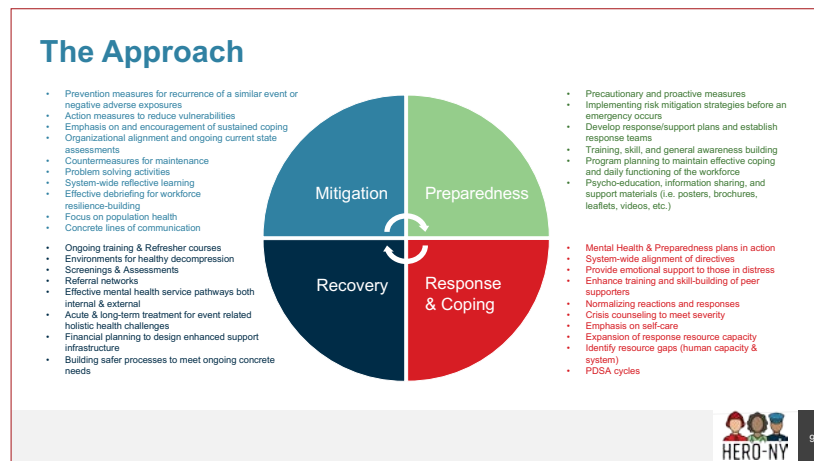 The Approach
• Prevention measures for recurrence of a similar event or
negative adverse exposures
• Action measures to reduce vulnerabilities
• Emphasis on and encouragement of sustained coping
• Organizational alignment and ongoing current state
assessments
• Countermeasures for maintenance
• Problem solving activities
• System-wide reflective learning
• Effective debriefing for workforce
resilience-building
• Focus on population health
• Concrete lines of communication
• Ongoing training & Refresher courses
• Environments for healthy decompression
• Screenings & Assessments
• Referral networks
• Effective mental health service pathways both
internal & external
• Acute & long-term treatment for event related
holistic health challenges
• Financial planning to design enhanced support
infrastructure
• Building safer processes to meet ongoing concrete
needs
Mitigation
Preparedness
Recovery
Response
& Coping
• Precautionary and proactive measures
• Implementing risk mitigation strategies before an
emergency occurs
• Develop response/support plans and establish
response teams
• Training, skill, and general awareness building
• Program planning to maintain effective coping
and daily functioning of the workforce
• Psycho-education, information sharing, and
support materials (i.e. posters, brochures,
leaflets, videos, etc.)
• Mental Health & Preparedness plans in action
• System-wide alignment of directives
• Provide emotional support to those in distress
• Enhance training and skill-building of peer
supporters
• Normalizing reactions and responses
• Crisis counseling to meet severity
• Emphasis on self-care
• Expansion of response resource capacity
• Identify resource gaps (human capacity &
system)
• PDSA cycles
HERO-NY
9